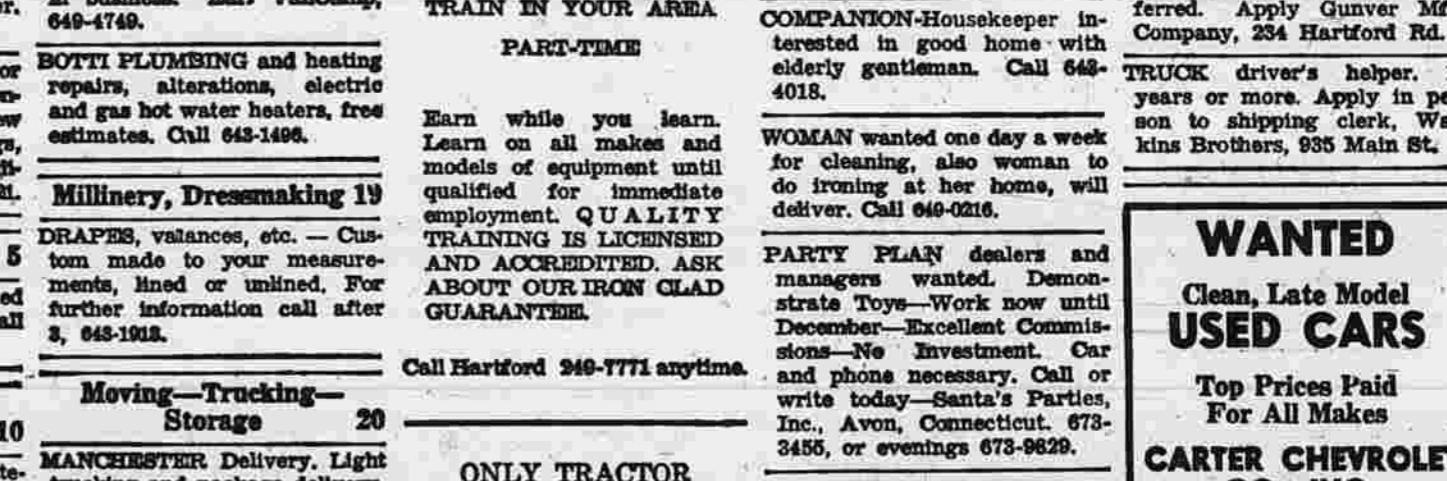 649-4749.
BOTTI PLUMBING and heating
repairs, alterations, electric
and gas hot water heaters, free
estimates. Call 643-1496.
Millinery, Dressmaking 19
DRAPES, valances, etc. — Cus-
tom made to your measure-
ments, lined or unlined. For
further information call after
3, 643-1913.
Moving—Trucking—
Storage 20
MANCHESTER Delivery. Light
TRAIN IN YOUR AREA
PART-TIME
Earn while you learn.
Learn on all makes and
models of equipment until
qualified for immediate
employment. QUALITY
TRAINING IS LICENSED
AND ACCREDITED. ASK
ABOUT OUR IRON CLAD
GUARANTEE.
Call Hartford 249-7771 anytime.
ONLY TRACTOR
COMPANION-Housekeeper in-
terested in good home with
elderly gentleman. Call 643-
4018.
WOMAN wanted one day a week
for cleaning, also woman to
do ironing at her home, will
deliver. Call 649-0216.
PARTY PLAN dealers and
managers wanted. Demon-
strate Toys—Work now until
December—Excellent Commis-
sions—No Investment. Car
and phone necessary. Call or
write today—Santa's Parties,
Inc., Avon, Connecticut. 673-
3455, or evenings 673-9829.
ferred. Apply Gunver Mf
Company, 234 Hartford Rd.
TRUCK driver's helper.
years or more. Apply in pe
son to shipping clerk, Wa
kins Brothers, 935 Main St.
WANTED
Clean, Late Model
USED CARS
Top Prices Paid
For All Makes
CARTER CHEVROLET